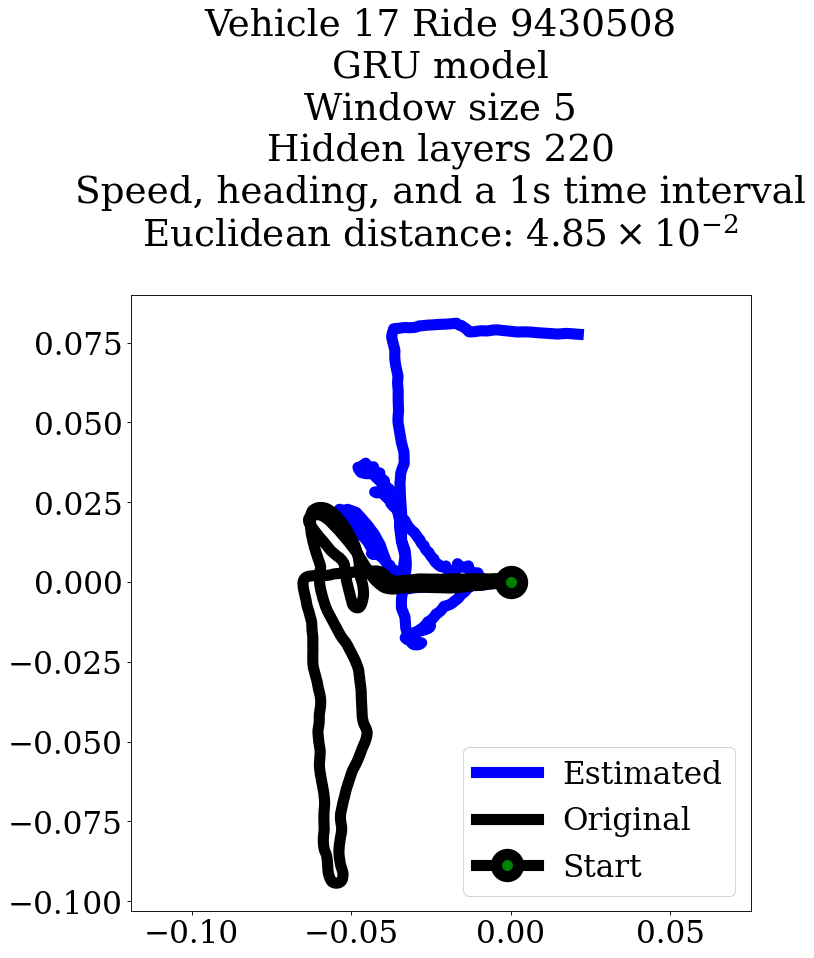 Vehicle 17 Ride 9430508
GRU model
Window size 5
Hidden layers 220
Speed, heading, and a 1s time interval
Euclidean distance: 4.85 × 10⁻²
0.075
0.050
0.025
0.000
−0.025
−0.050
−0.075
−0.100
Estimated
Original
Start
−0.10
−0.05
0.00
0.05